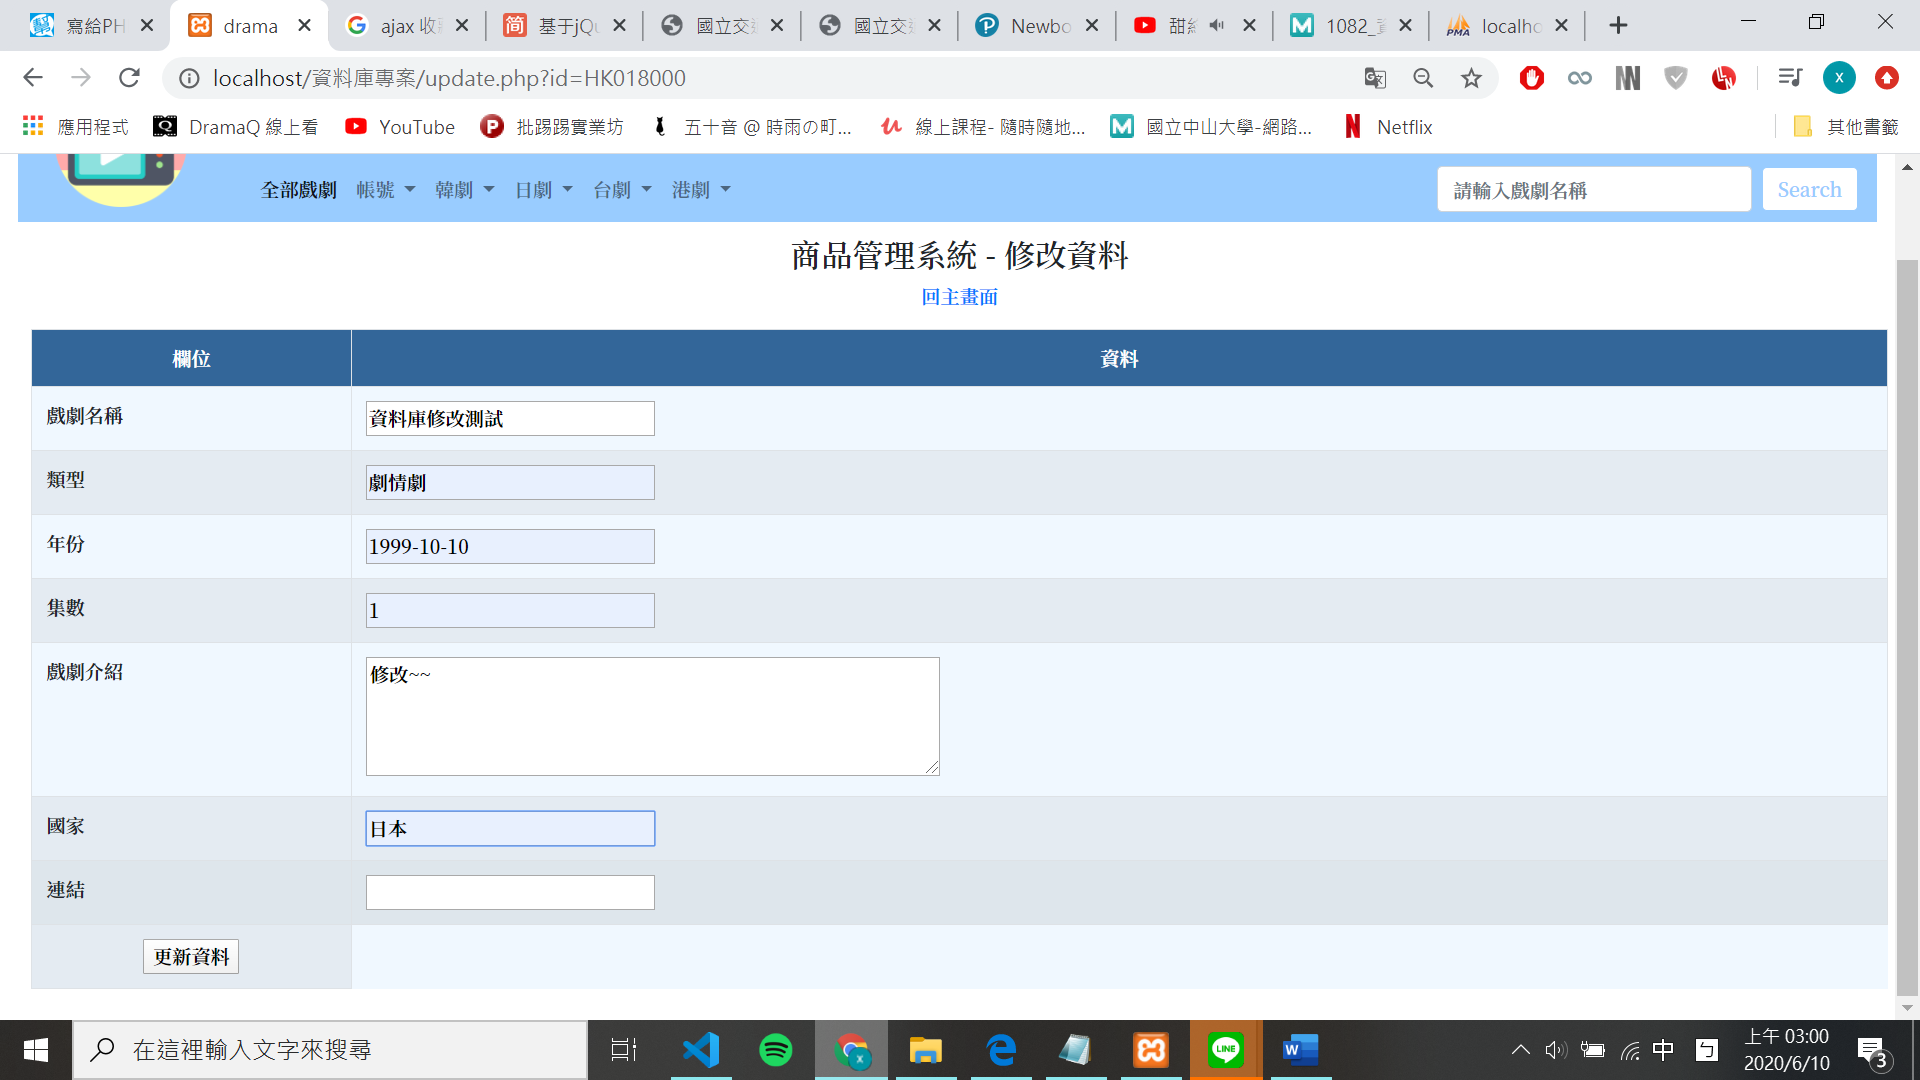 寫給PH
drama
ajax 收
基于jQu
國立交
國立交
Newbo
甜
1082_
localho
localhost/資料庫專案/update.php?id=HK018000
x
應用程式
DramaQ 線上看
YouTube
批踢踢實業坊
五十音 @ 時雨の町...
線上課程- 隨時隨地...
國立中山大學-網路...
Netflix
其他書籤
全部戲劇 帳號 韓劇 日劇 台劇 港劇
請輸入戲劇名稱
Search
商品管理系統 - 修改資料
回主畫面
欄位 資料
戲劇名稱 資料庫修改測試
類型 劇情劇
年份 1999-10-10
集數 1
戲劇介紹 修改~~
國家 日本
連結
更新資料
在這裡輸入文字來搜尋
LINE
中
ㄅ
上午 03:00
2020/6/10
3